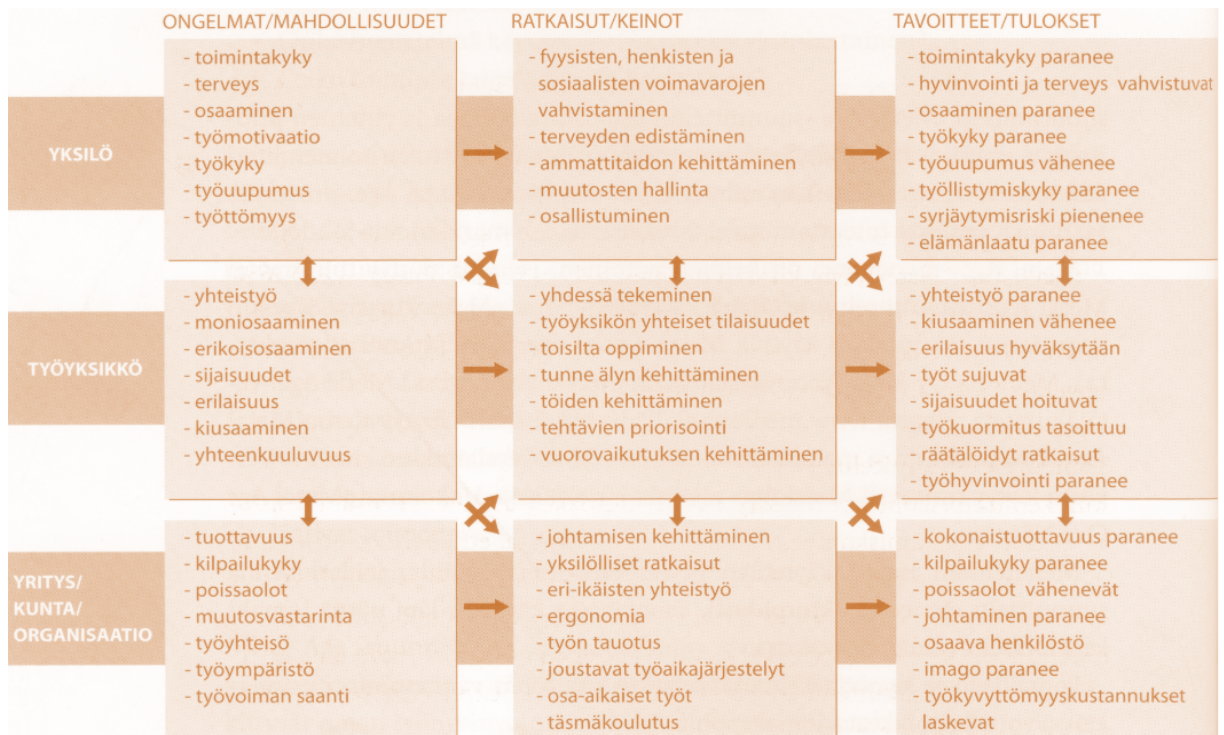 ONGELMAT/MAHDOLLISUUDET
RATKAISUT/KEINOT
TAVOITTEET/TULOKSET
YKSILÖ
- toimintakyky
- terveys
- osaaminen
- työmotivaatio
- työkyky
- työuupumus
- työttömyys
- fyysisten, henkisten ja
sosiaalisten voimavarojen
vahvistaminen
- terveyden edistäminen
- ammattitaidon kehittäminen
- muutosten hallinta
- osallistuminen
- toimintakyky paranee
- hyvinvointi ja terveys vahvistuvat
- osaaminen paranee
- työkyky paranee
- työuupumus vähenee
- työllistymiskyky paranee
- syrjäytymisriski pienenee
- elämänlaatu paranee
TYÖYKSIKKÖ
- yhteistyö
- moniosaaminen
- erikoisosaaminen
- sijaisuudet
- erilaisuus
- kiusaaminen
- yhteenkuuluvuus
- yhdessä tekeminen
- työyksikön yhteiset tilaisuudet
- toisilta oppiminen
- tunne älyn kehittäminen
- töiden kehittäminen
- tehtävien priorisointi
- vuorovaikutuksen kehittäminen
- yhteistyö paranee
- kiusaaminen vähenee
- erilaisuus hyväksytään
- työt sujuvat
- sijaisuudet hoituvat
- työkuormitus tasoittuu
- räätälöidyt ratkaisut
- työhyvinvointi paranee
YRITYS/
KUNTA/
ORGANISAATIO
- tuottavuus
- kilpailukyky
- poissaolot
- muutosvastarinta
- työyhteisö
- työympäristö
- työvoiman saanti
- johtamisen kehittäminen
- yksilölliset ratkaisut
- eri-ikäisten yhteistyö
- ergonomia
- työn tauotus
- joustavat työaikajärjestelyt
- osa-aikaiset työt
- täsmäkoulutus
- kokonaistuottavuus paranee
- kilpailukyky paranee
- poissaolot vähenevät
- johtaminen paranee
- osaava henkilöstö
- imago paranee
- työkyvyttömyyskustannukset
laskevat